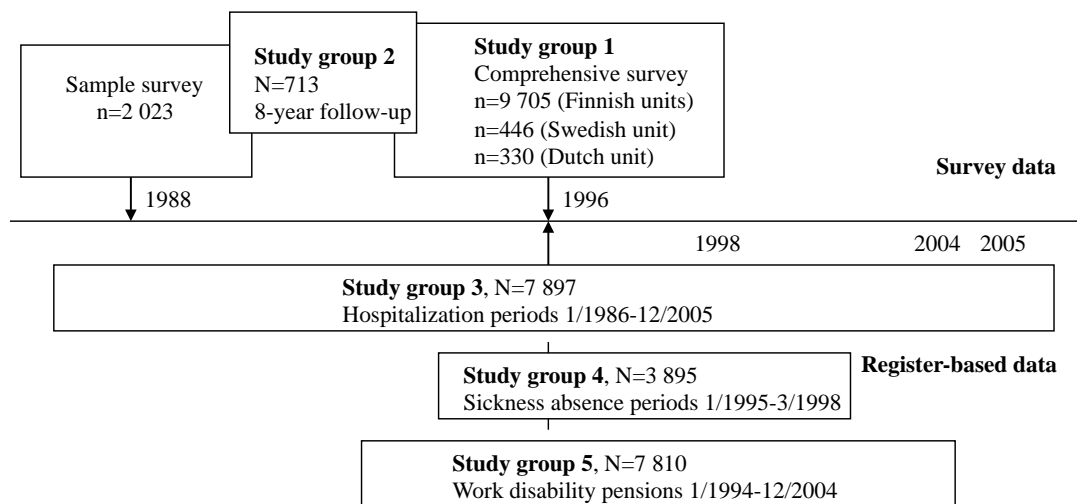 Sample survey
n=2 023
Study group 2
N=713
8-year follow-up
Study group 1
Comprehensive survey
n=9 705 (Finnish units)
n=446 (Swedish unit)
n=330 (Dutch unit)
Survey data
1988
1996
1998
2004
2005
Study group 3, N=7 897
Hospitalization periods 1/1986-12/2005
Register-based data
Study group 4, N=3 895
Sickness absence periods 1/1995-3/1998
Study group 5, N=7 810
Work disability pensions 1/1994-12/2004